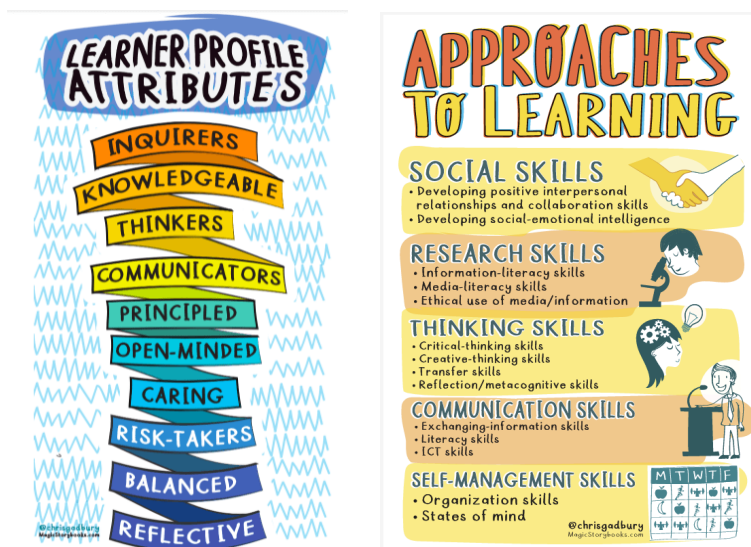 LEARNER PROFILE
ATTRIBUTES
INQUIRERS
KNOWLEDGEABLE
THINKERS
COMMUNICATORS
PRINCIPLED
OPEN-MINDED
CARING
RISK-TAKERS
BALANCED
REFLECTIVE
@chrisgadbury
MagicStorybooks.com
APPROACHES
TO LEARNING
SOCIAL SKILLS
• Developing positive interpersonal
relationships and collaboration skills
• Developing social-emotional intelligence
RESEARCH SKILLS
• Information-literacy skills
• Media-literacy skills
• Ethical use of media/information
THINKING SKILLS
• Critical-thinking skills
• Creative-thinking skills
• Transfer skills
• Reflection/metacognitive skills
COMMUNICATION SKILLS
• Exchanging-information skills
• Literacy skills
• ICT skills
SELF-MANAGEMENT SKILLS
• Organization skills
• States of mind
M T W T F
@chrisgadbury
MagicStorybooks.com